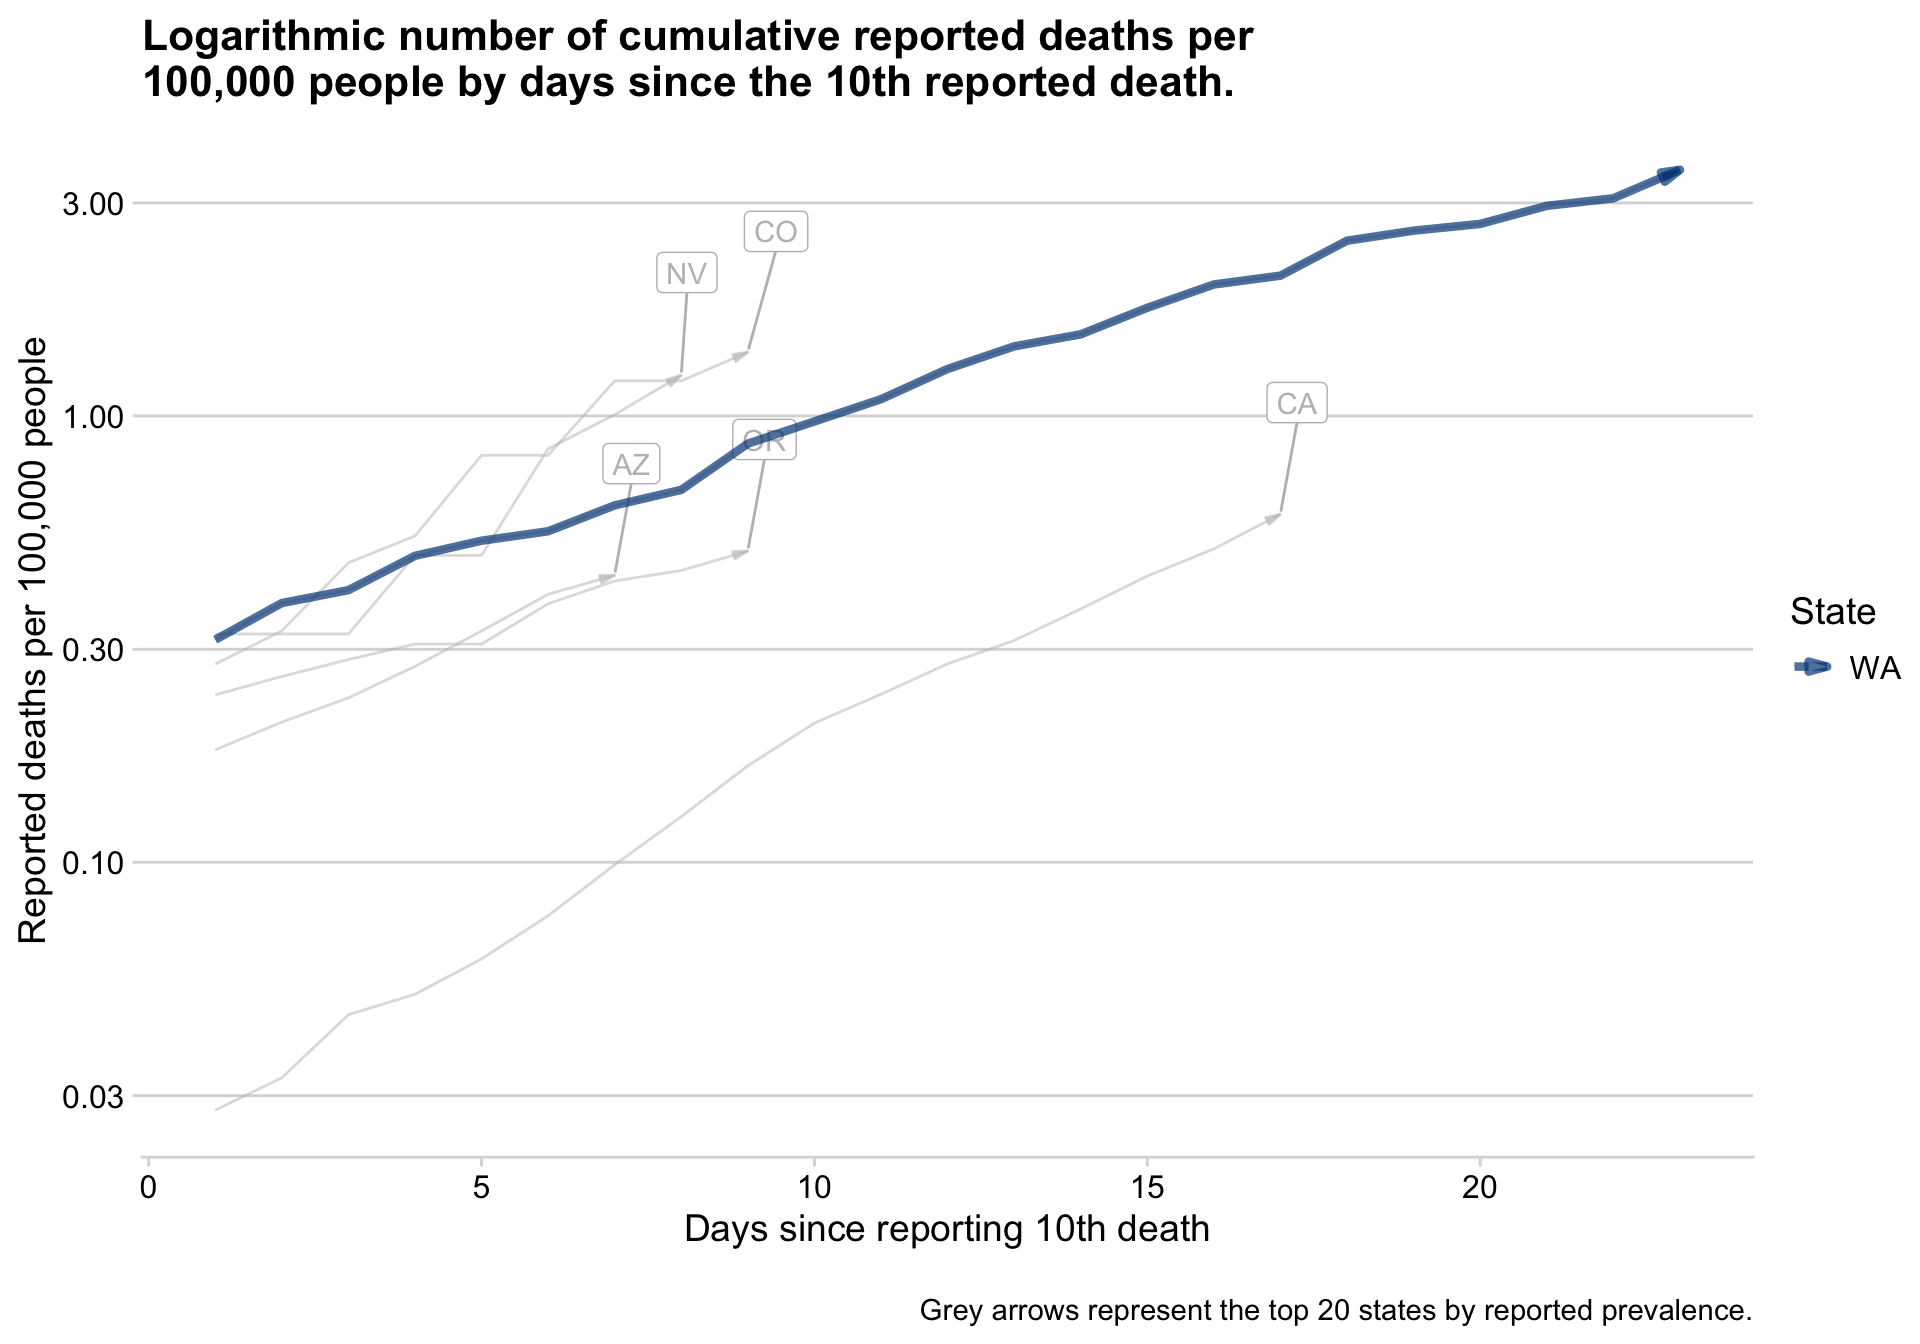 Logarithmic number of cumulative reported deaths per
100,000 people by days since the 10th reported death.
Reported deaths per 100,000 people
3.00
1.00
0.30
0.10
0.03
CO
NV
CA
OR
AZ
State
WA
0 5 10 15 20
Days since reporting 10th death
Grey arrows represent the top 20 states by reported prevalence.